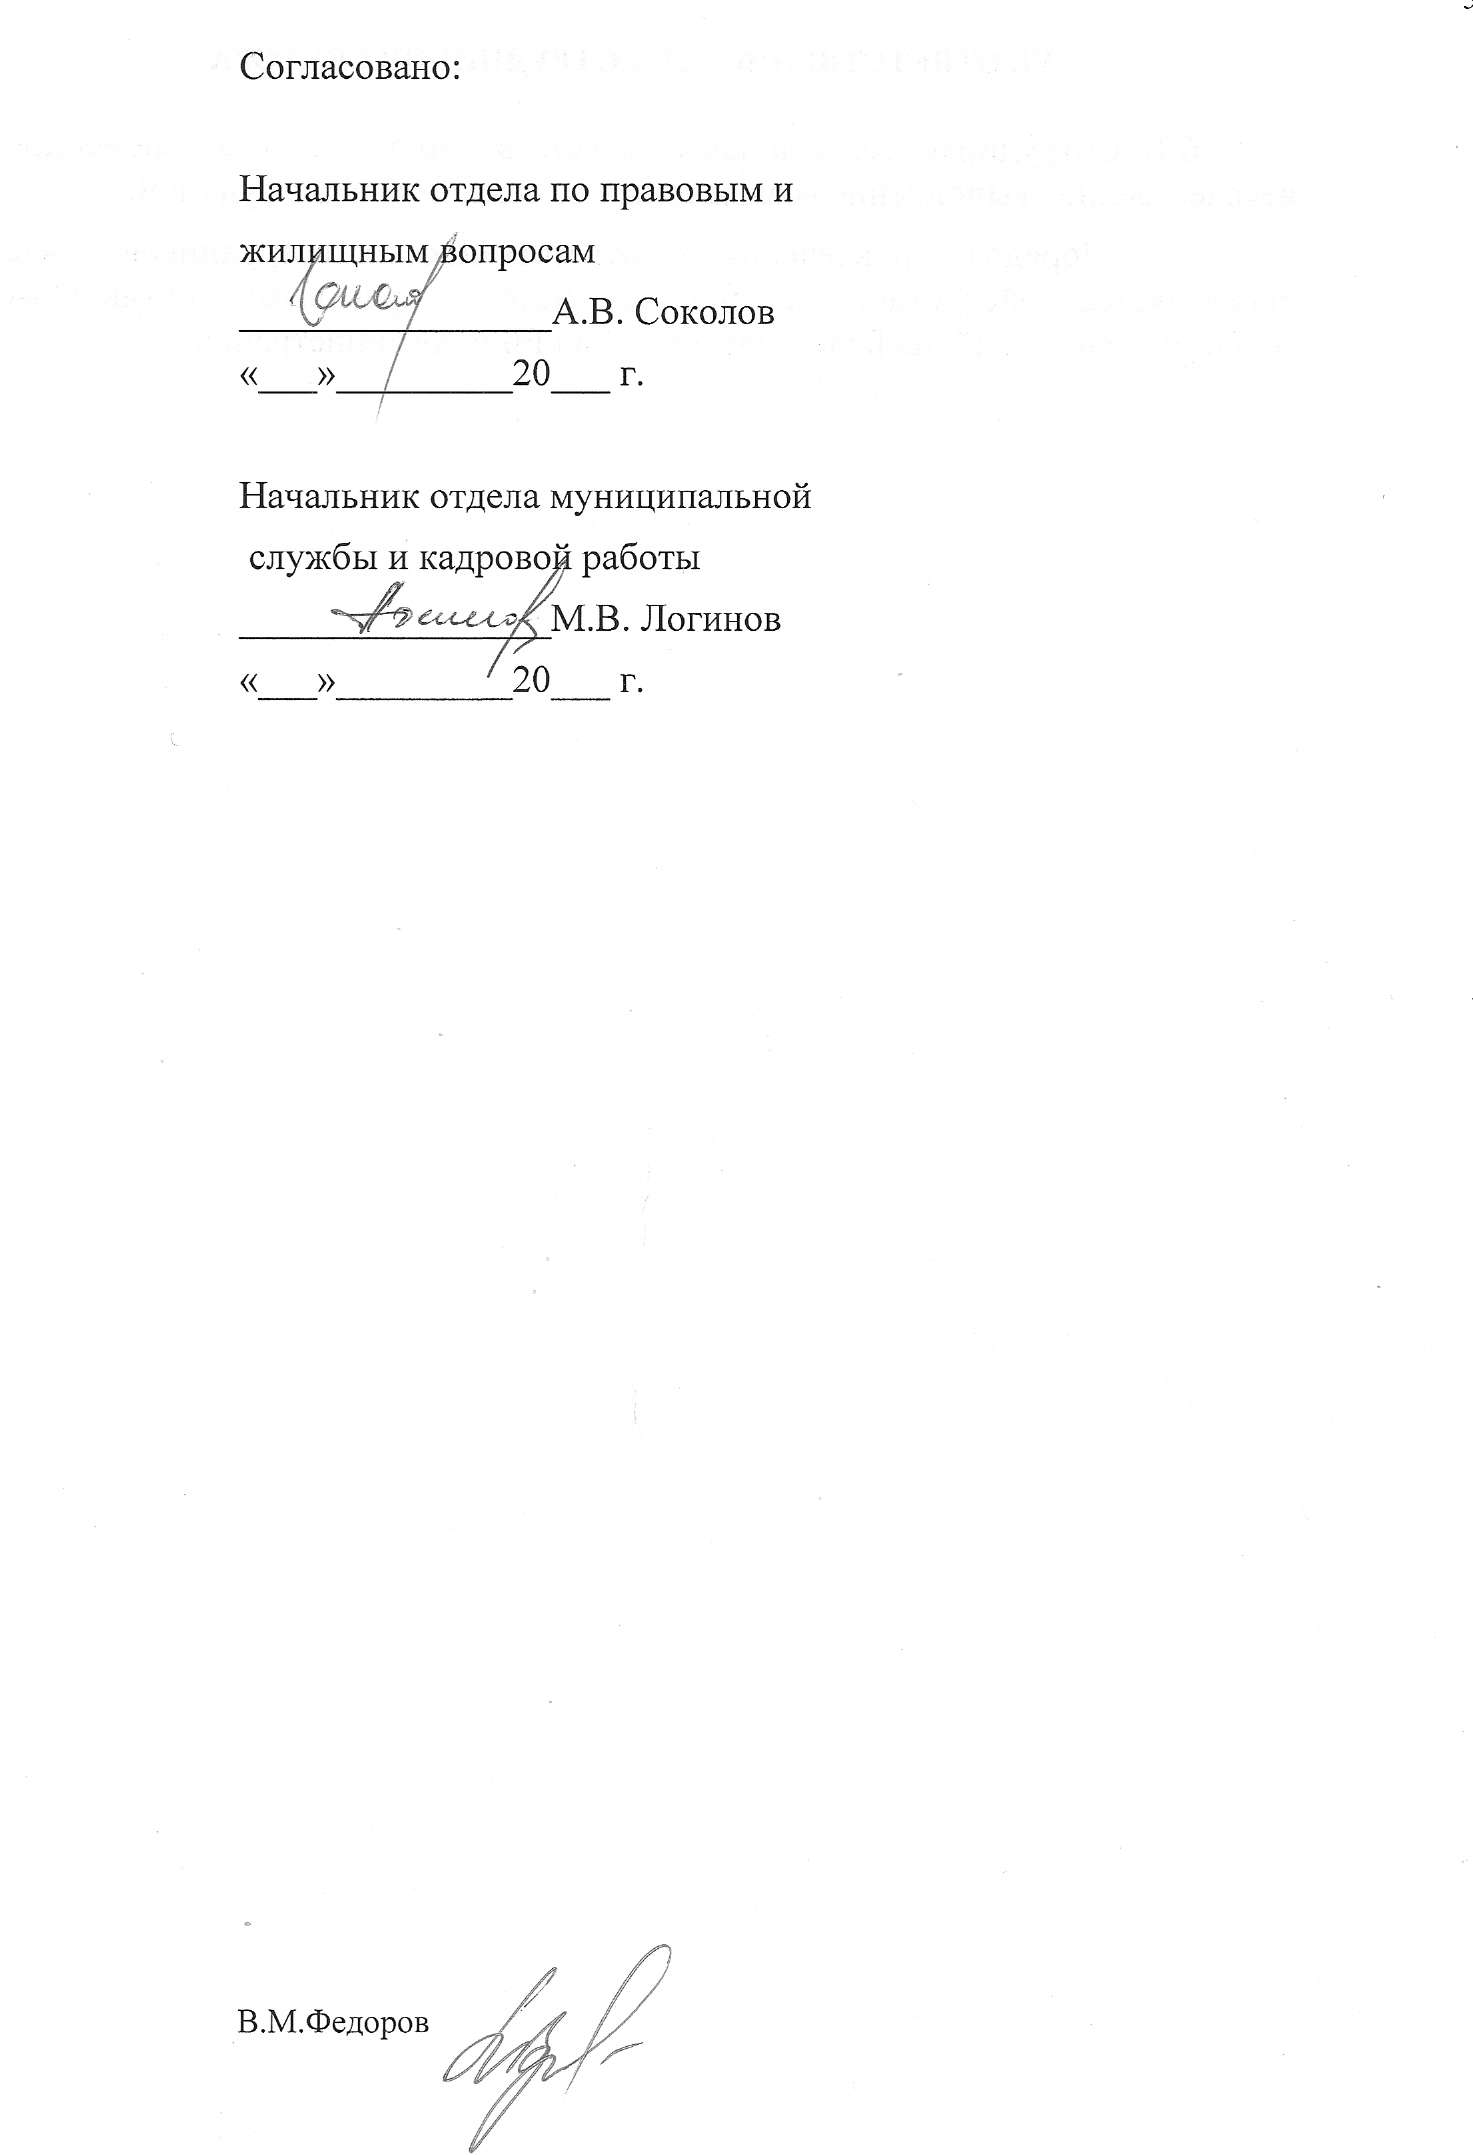 Согласовано:
Начальник отдела по правовым и
жилищным вопросам
________________А.В. Соколов
«___»_________20___ г.
Начальник отдела муниципальной
службы и кадровой работы
________________М.В. Логинов
«___»_________20___ г.
В.М.Федоров